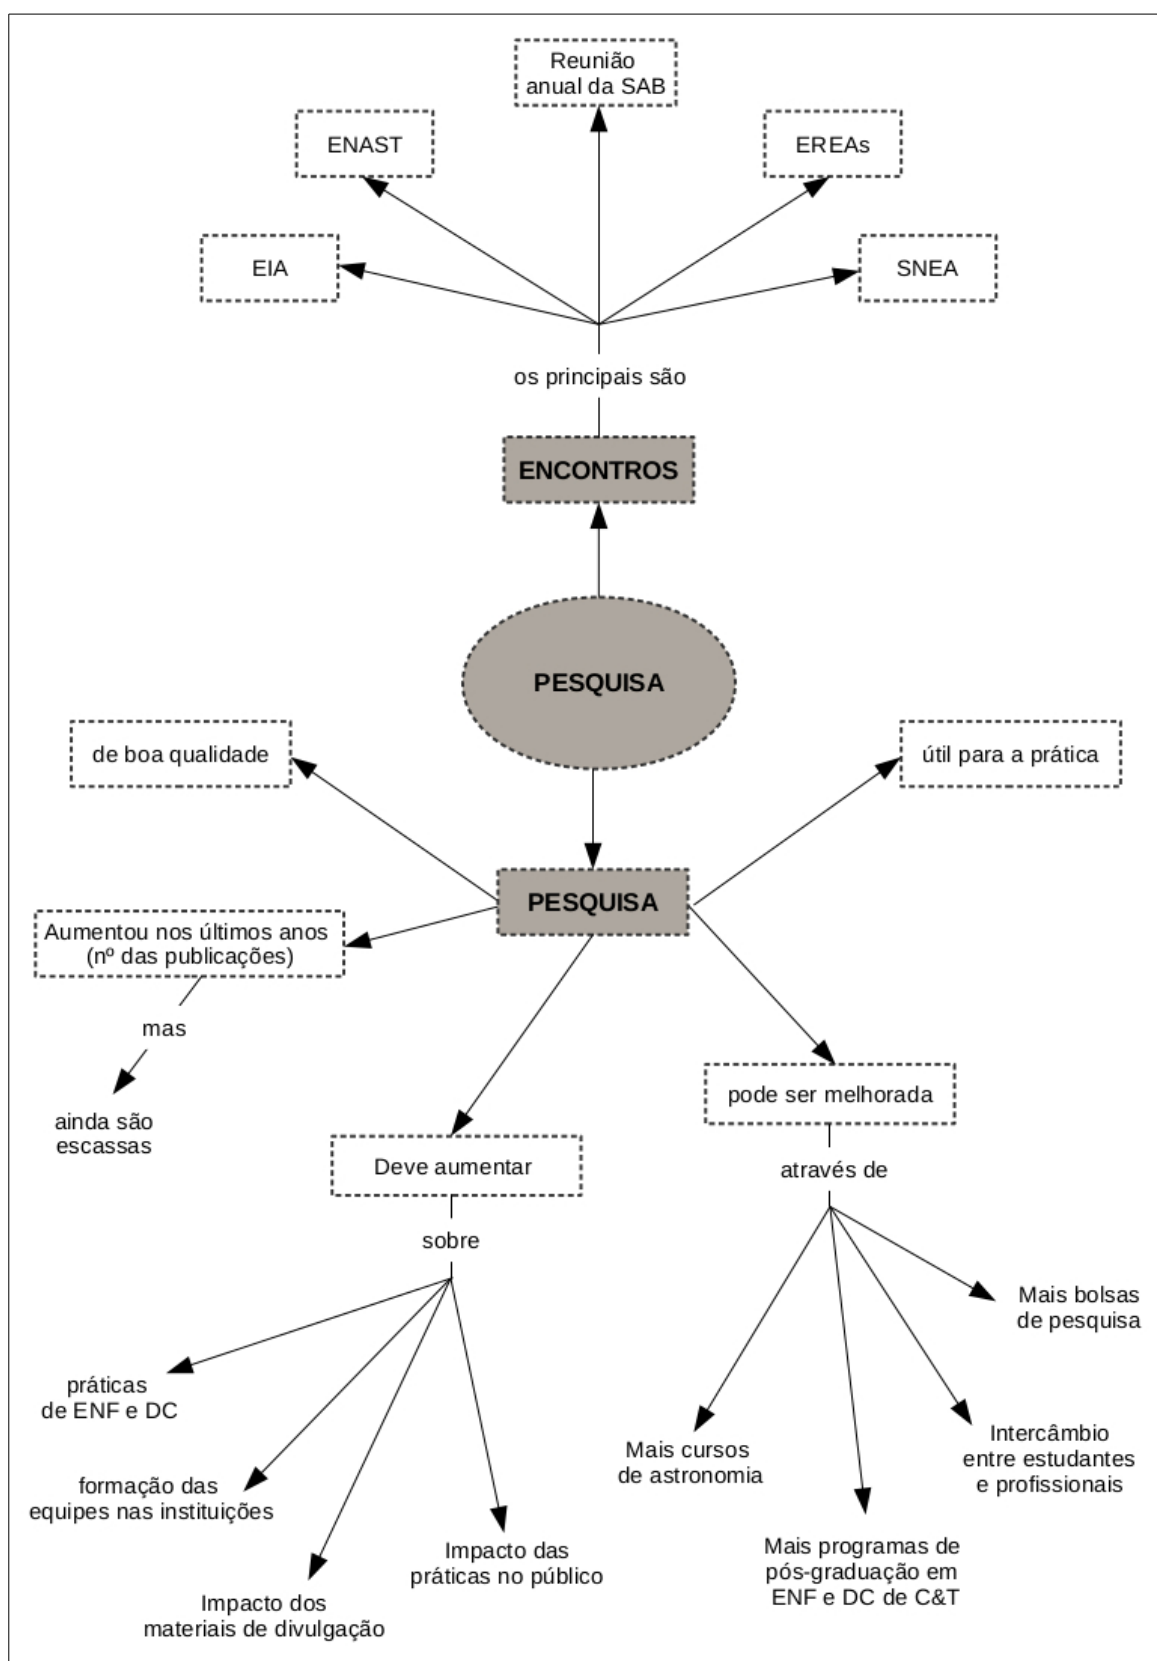 Reunião
anual da SAB
ENAST
EREAs
EIA
SNEA
os principais são
ENCONTROS
PESQUISA
de boa qualidade
útil para a prática
PESQUISA
Aumentou nos últimos anos
(nº das publicações)
mas
ainda são
escassas
pode ser melhorada
através de
Deve aumentar
sobre
Mais bolsas
de pesquisa
práticas
de ENF e DC
Intercâmbio
entre estudantes
e profissionais
Mais cursos
de astronomia
formação das
equipes nas instituições
Impacto das
práticas no público
Mais programas de
pós-graduação em
ENF e DC de C&T
Impacto dos
materiais de divulgação